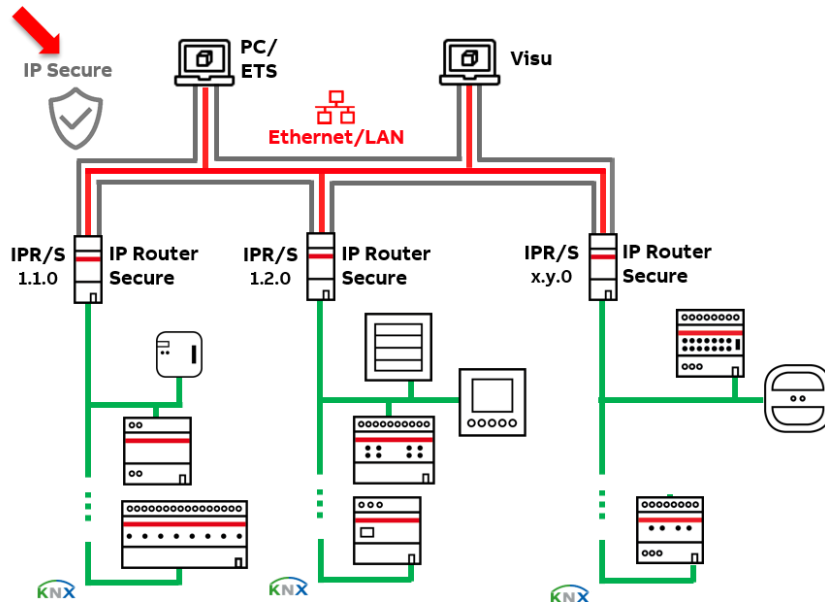 IP Secure
PC/
ETS
Visu
Ethernet/LAN
IPR/S
1.1.0
IP Router
Secure
IPR/S
1.2.0
IP Router
Secure
IPR/S
x.y.0
IP Router
Secure
KNX
KNX
KNX